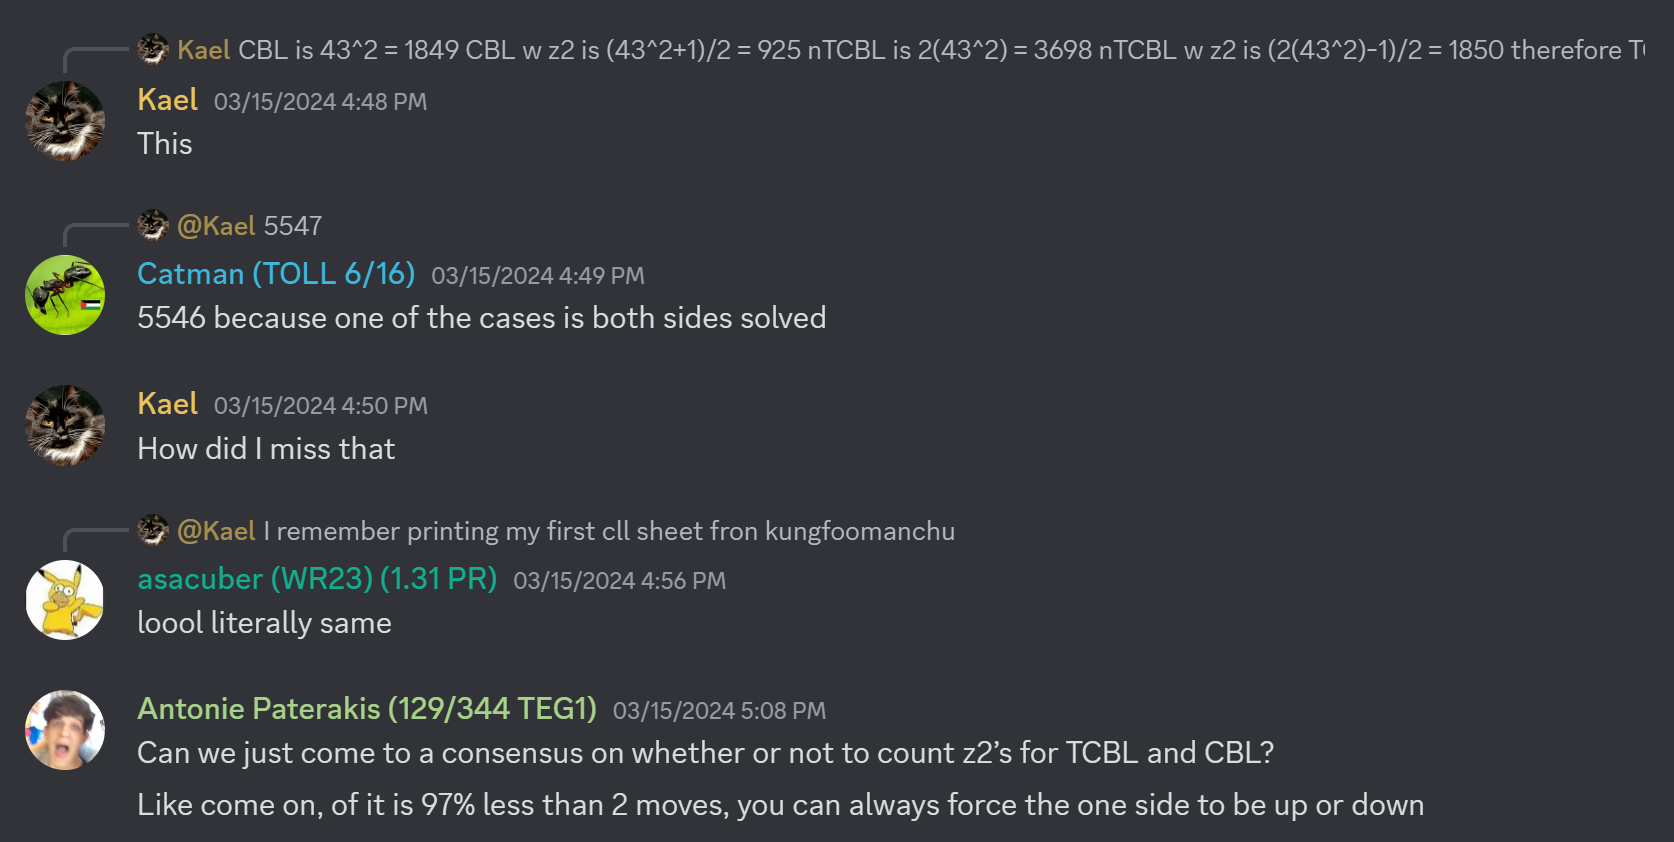 Kael CBL is 43^2 = 1849 CBL w z2 is (43^2+1)/2 = 925 nTCBL is 2(43^2) = 3698 nTCBL w z2 is (2(43^2)-1)/2 = 1850 therefore
Kael 03/15/2024 4:48 PM
This
@Kael 5547
Catman (TOLL 6/16) 03/15/2024 4:49 PM
5546 because one of the cases is both sides solved
Kael 03/15/2024 4:50 PM
How did I miss that
@Kael I remember printing my first cll sheet fron kungfoomanchu
asacuber (WR23) (1.31 PR) 03/15/2024 4:56 PM
loool literally same
Antonie Paterakis (129/344 TEG1) 03/15/2024 5:08 PM
Can we just come to a consensus on whether or not to count z2’s for TCBL and CBL?
Like come on, of it is 97% less than 2 moves, you can always force the one side to be up or down